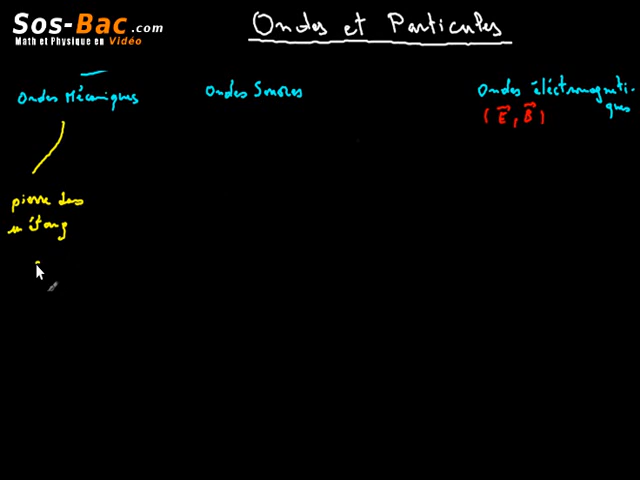 Sos-Bac.com
Math et Physique en Vidéo
Ondes et Particules
Ondes Mécaniques
Ondes Sonores
Ondes éléctromagneti-
ques
(E⃗, B⃗)
pierre dans
un étang